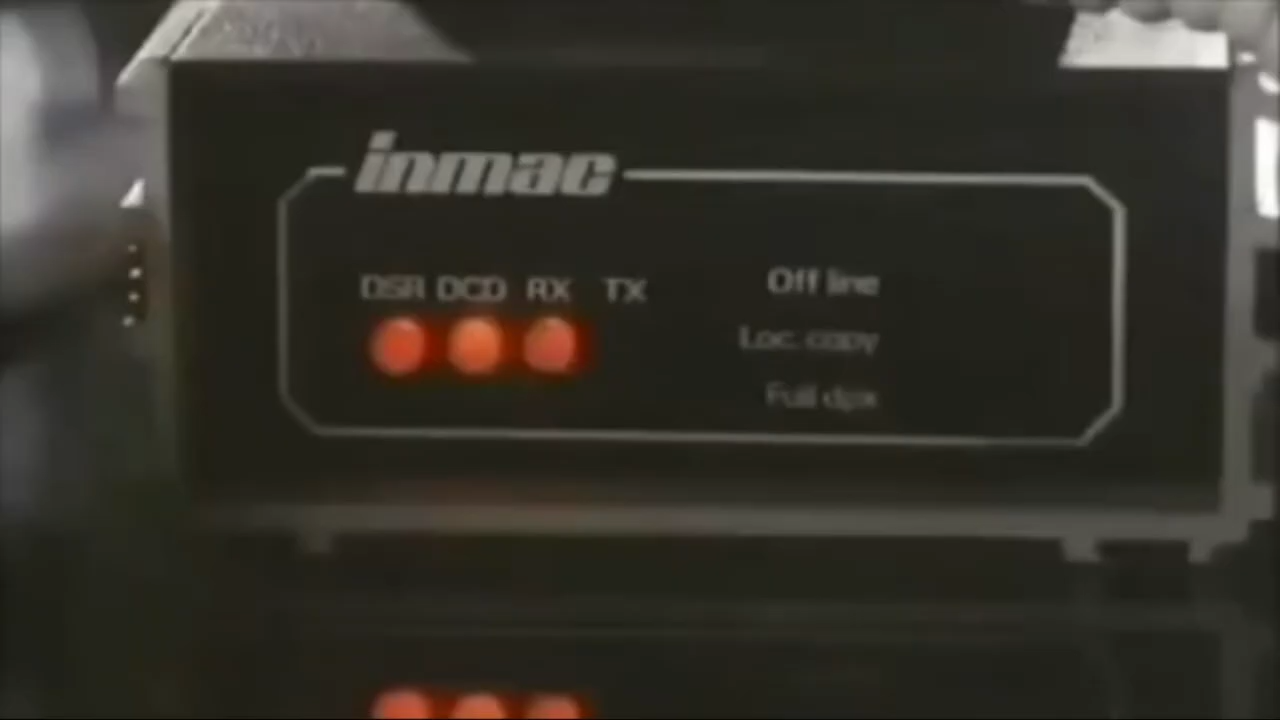 inmac
DSR DCD RX TX
Off line
Loc. copy
Full dpx